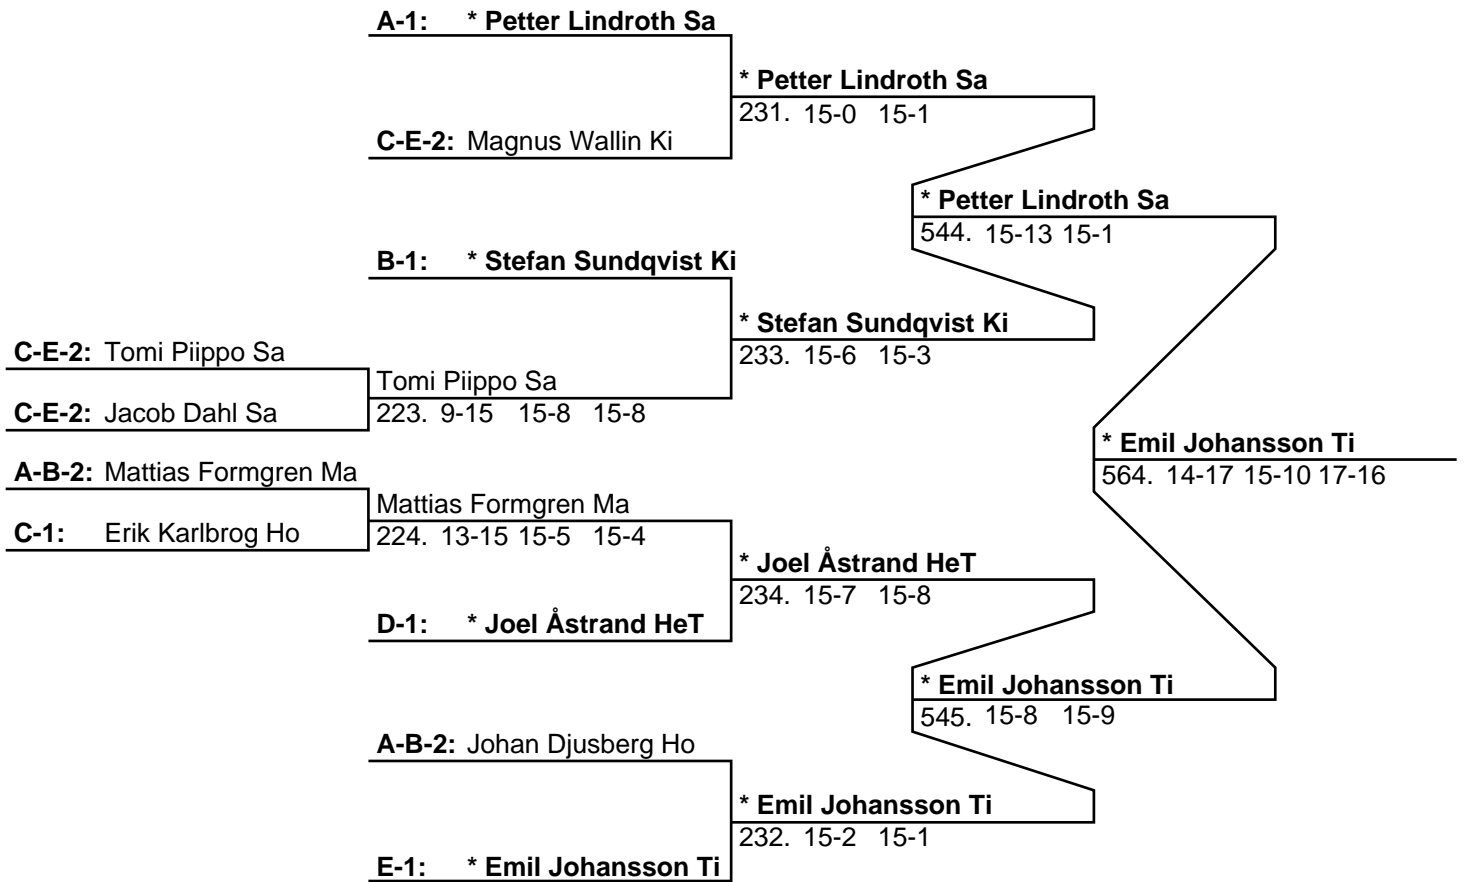 A-1: * Petter Lindroth Sa
* Petter Lindroth Sa
231. 15-0 15-1
C-E-2: Magnus Wallin Ki
* Petter Lindroth Sa
544. 15-13 15-1
B-1: * Stefan Sundqvist Ki
* Stefan Sundqvist Ki
233. 15-6 15-3
C-E-2: Tomi Piippo Sa
Tomi Piippo Sa
223. 9-15 15-8 15-8
C-E-2: Jacob Dahl Sa
* Emil Johansson Ti
564. 14-17 15-10 17-16
A-B-2: Mattias Formgren Ma
Mattias Formgren Ma
224. 13-15 15-5 15-4
C-1: Erik Karlbrog Ho
* Joel Åstrand HeT
234. 15-7 15-8
D-1: * Joel Åstrand HeT
* Emil Johansson Ti
545. 15-8 15-9
A-B-2: Johan Djusberg Ho
* Emil Johansson Ti
232. 15-2 15-1
E-1: * Emil Johansson Ti